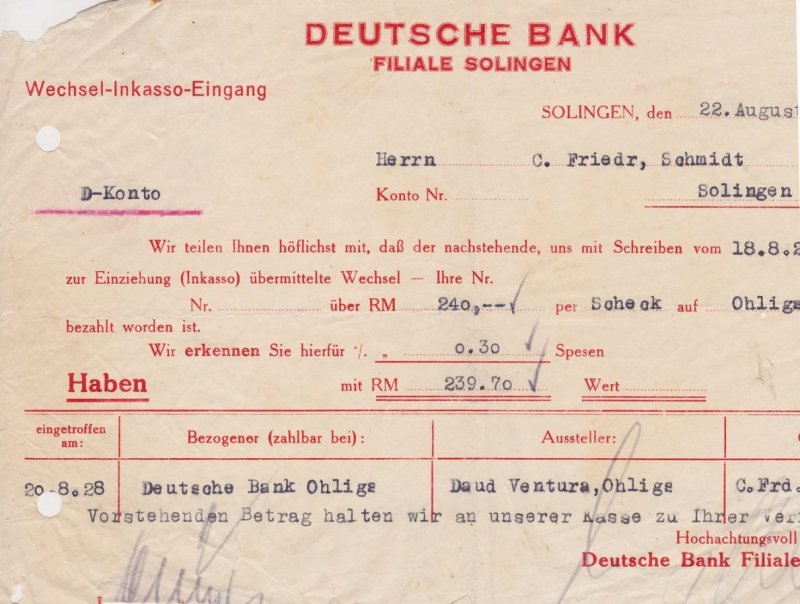 DEUTSCHE BANK
FILIALE SOLINGEN
Wechsel-Inkasso-Eingang
SOLINGEN, den 22. August
Herrn C. Friedr, Schmidt
D-Konto
Konto Nr. Solingen
Wir teilen Ihnen höflichst mit, daß der nachstehende, uns mit Schreiben vom 18.8.2
zur Einziehung (Inkasso) übermittelte Wechsel — Ihre Nr.
Nr. über RM 240,-- per Scheck auf Ohligs
bezahlt worden ist.
Wir erkennen Sie hierfür ·/. „ 0.30 Spesen
Haben mit RM 239.70 Wert
eingetroffen am: Bezogener (zahlbar bei): Aussteller:
20.8.28 Deutsche Bank Ohligs Daud Ventura,Ohligs C.Frd.
Vorstehenden Betrag halten wir an unserer Kasse zu Ihrer Verf
Hochachtungsvoll
Deutsche Bank Filiale